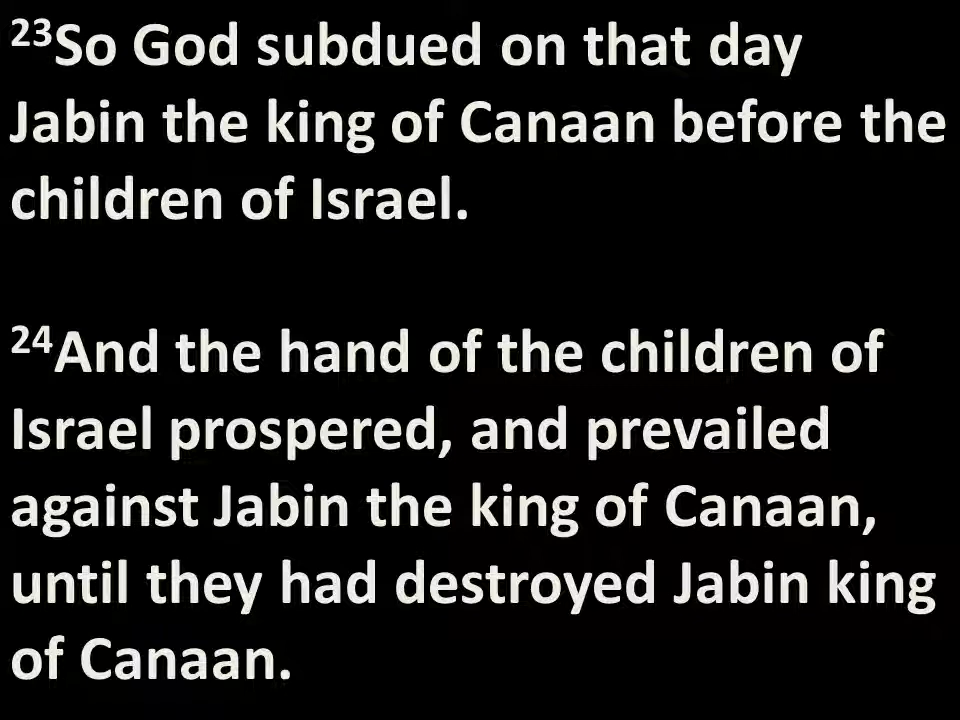 23So God subdued on that day
Jabin the king of Canaan before the
children of Israel.
24And the hand of the children of
Israel prospered, and prevailed
against Jabin the king of Canaan,
until they had destroyed Jabin king
of Canaan.